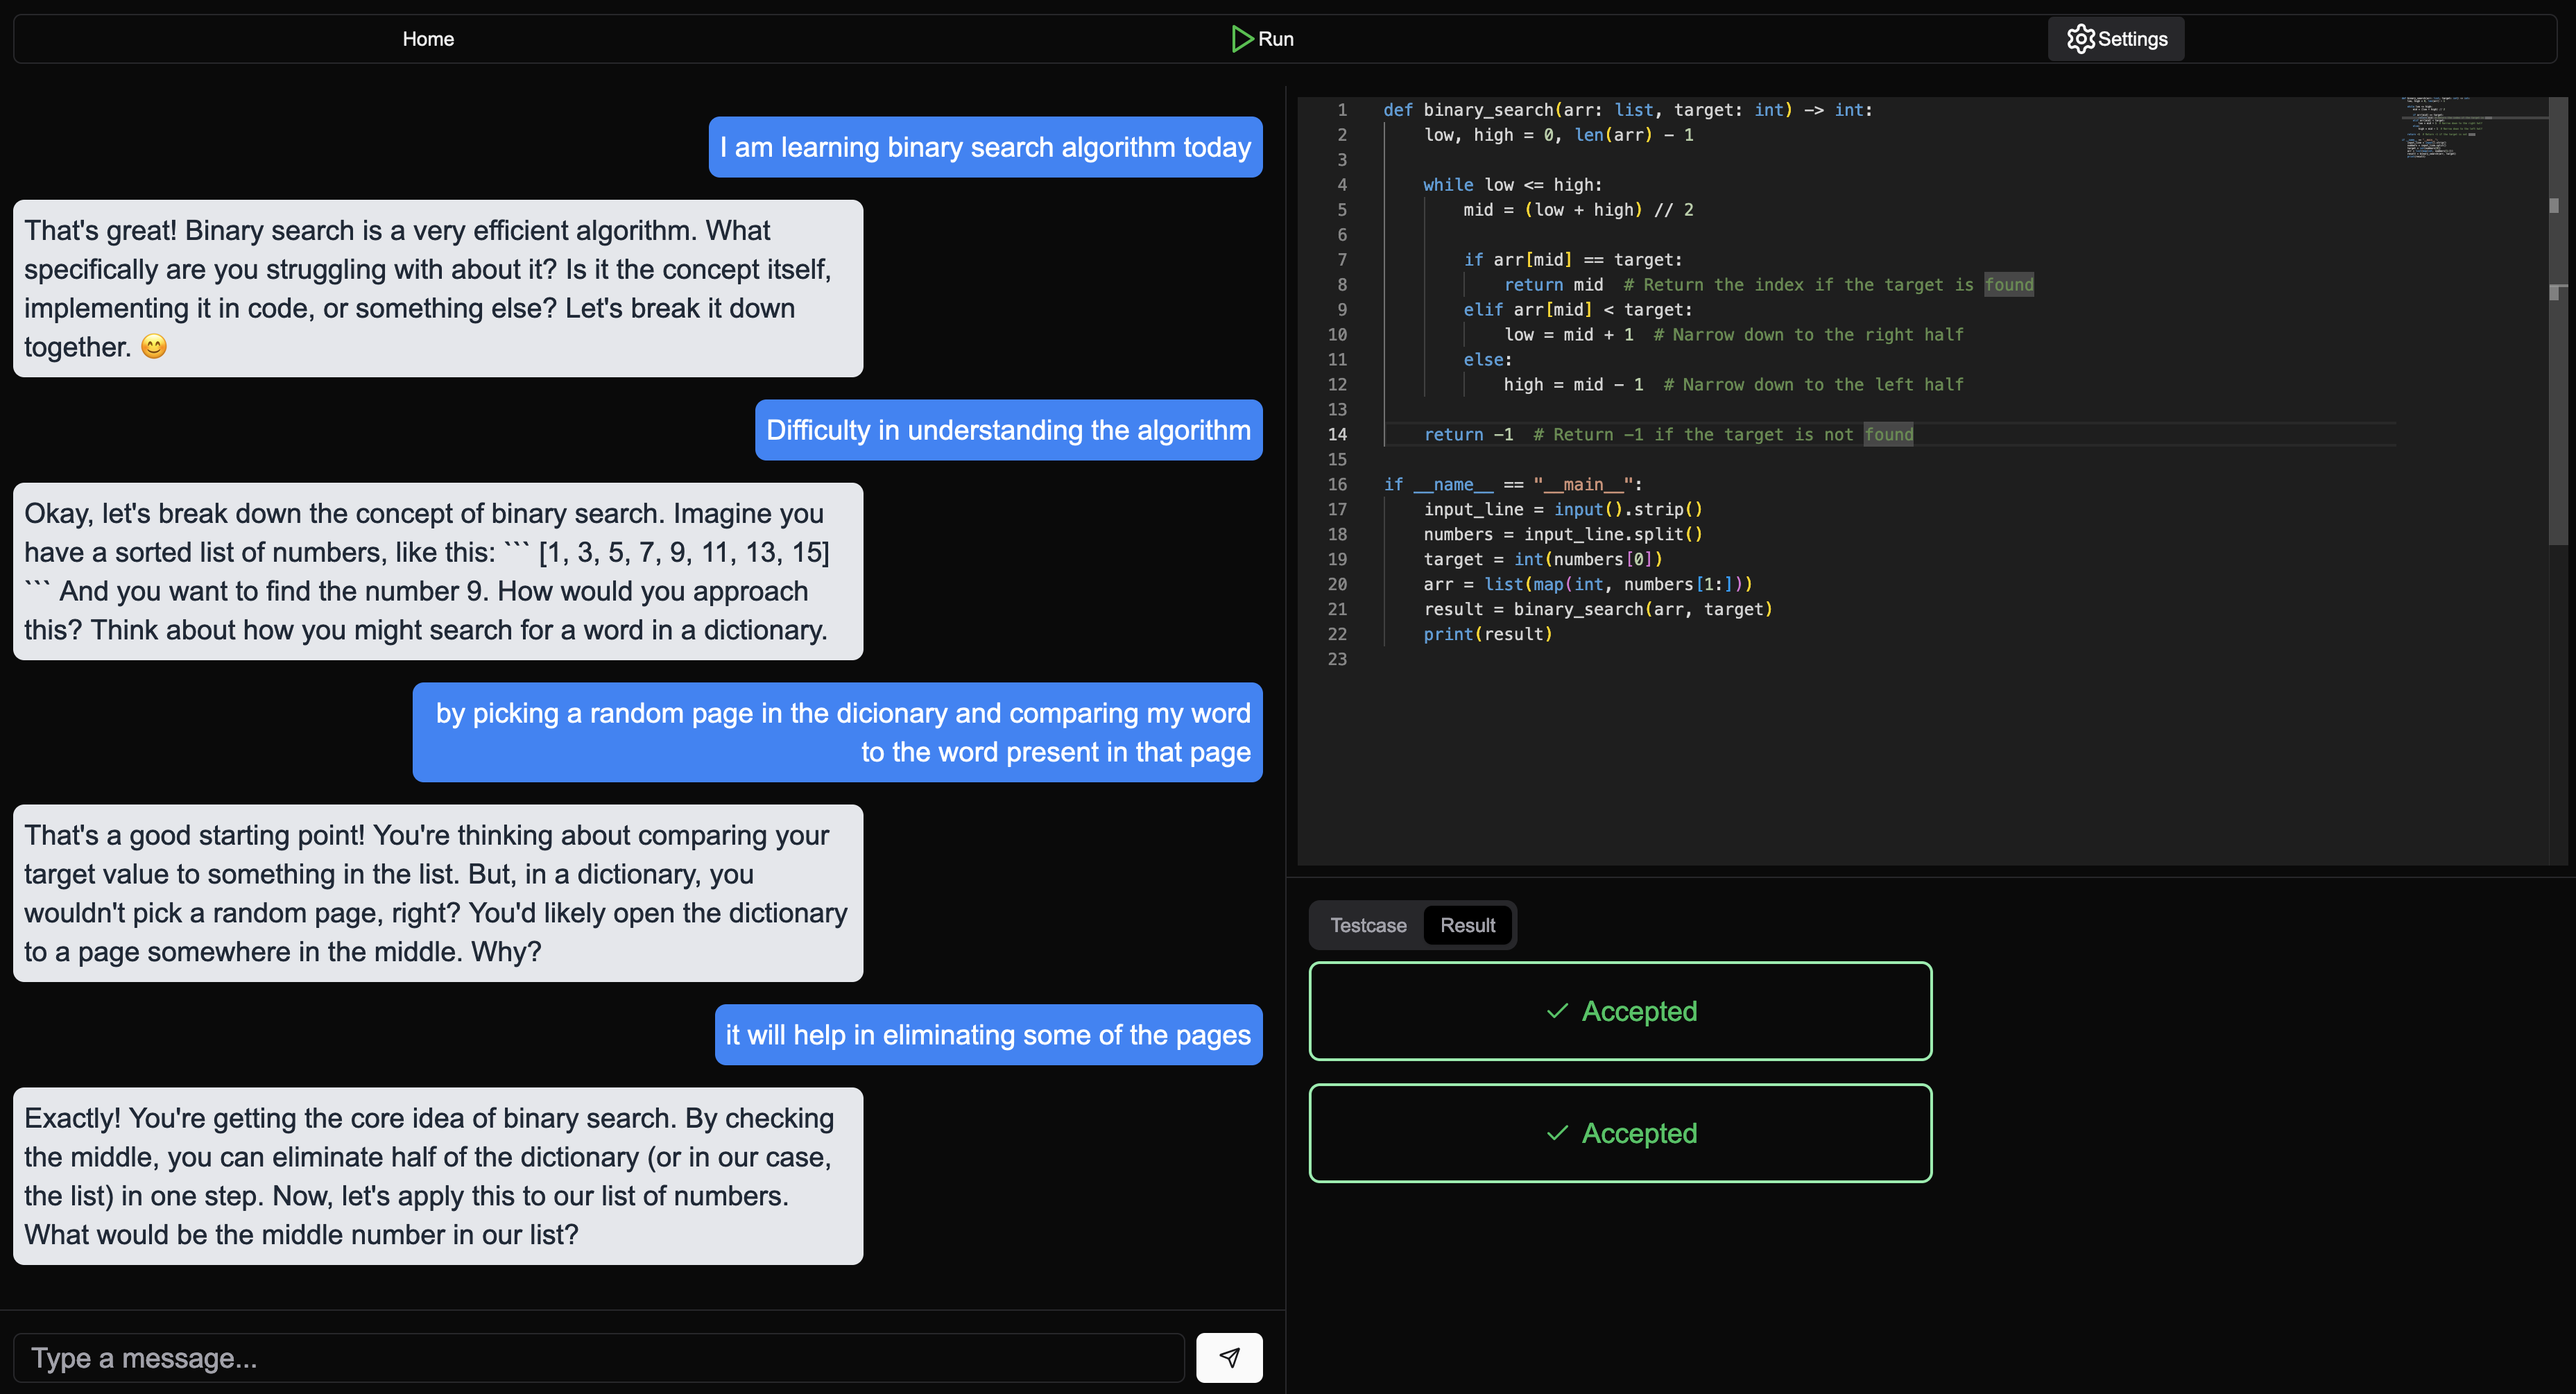 Home
Run
Settings
I am learning binary search algorithm today
That's great! Binary search is a very efficient algorithm. What
specifically are you struggling with about it? Is it the concept itself,
implementing it in code, or something else? Let's break it down
together. 😊
Difficulty in understanding the algorithm
Okay, let's break down the concept of binary search. Imagine you
have a sorted list of numbers, like this: ``` [1, 3, 5, 7, 9, 11, 13, 15]
``` And you want to find the number 9. How would you approach
this? Think about how you might search for a word in a dictionary.
by picking a random page in the dicionary and comparing my word
to the word present in that page
That's a good starting point! You're thinking about comparing your
target value to something in the list. But, in a dictionary, you
wouldn't pick a random page, right? You'd likely open the dictionary
to a page somewhere in the middle. Why?
it will help in eliminating some of the pages
Exactly! You're getting the core idea of binary search. By checking
the middle, you can eliminate half of the dictionary (or in our case,
the list) in one step. Now, let's apply this to our list of numbers.
What would be the middle number in our list?
Type a message...
1 def binary_search(arr: list, target: int) -> int:
2     low, high = 0, len(arr) - 1
3
4     while low <= high:
5         mid = (low + high) // 2
6
7         if arr[mid] == target:
8             return mid  # Return the index if the target is found
9         elif arr[mid] < target:
10             low = mid + 1  # Narrow down to the right half
11         else:
12             high = mid - 1  # Narrow down to the left half
13
14     return -1  # Return -1 if the target is not found
15
16 if __name__ == "__main__":
17     input_line = input().strip()
18     numbers = input_line.split()
19     target = int(numbers[0])
20     arr = list(map(int, numbers[1:]))
21     result = binary_search(arr, target)
22     print(result)
23
Testcase
Result
Accepted
Accepted